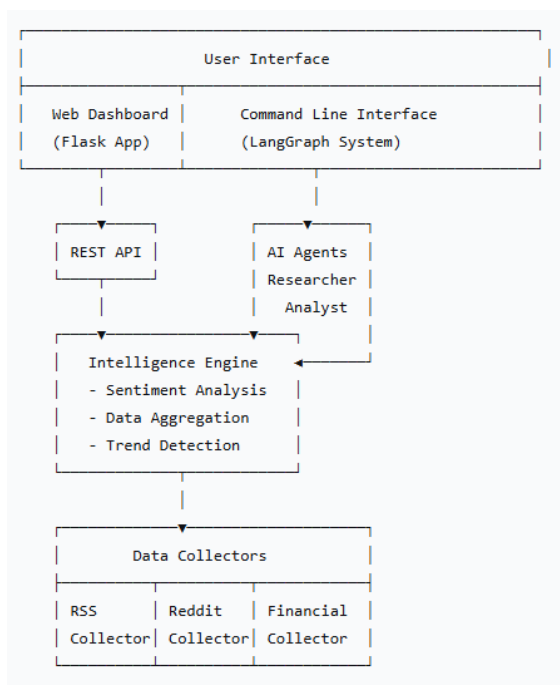 User Interface
Web Dashboard
(Flask App)
Command Line Interface
(LangGraph System)
REST API
AI Agents
Researcher
Analyst
Intelligence Engine
- Sentiment Analysis
- Data Aggregation
- Trend Detection
Data Collectors
RSS
Collector
Reddit
Collector
Financial
Collector